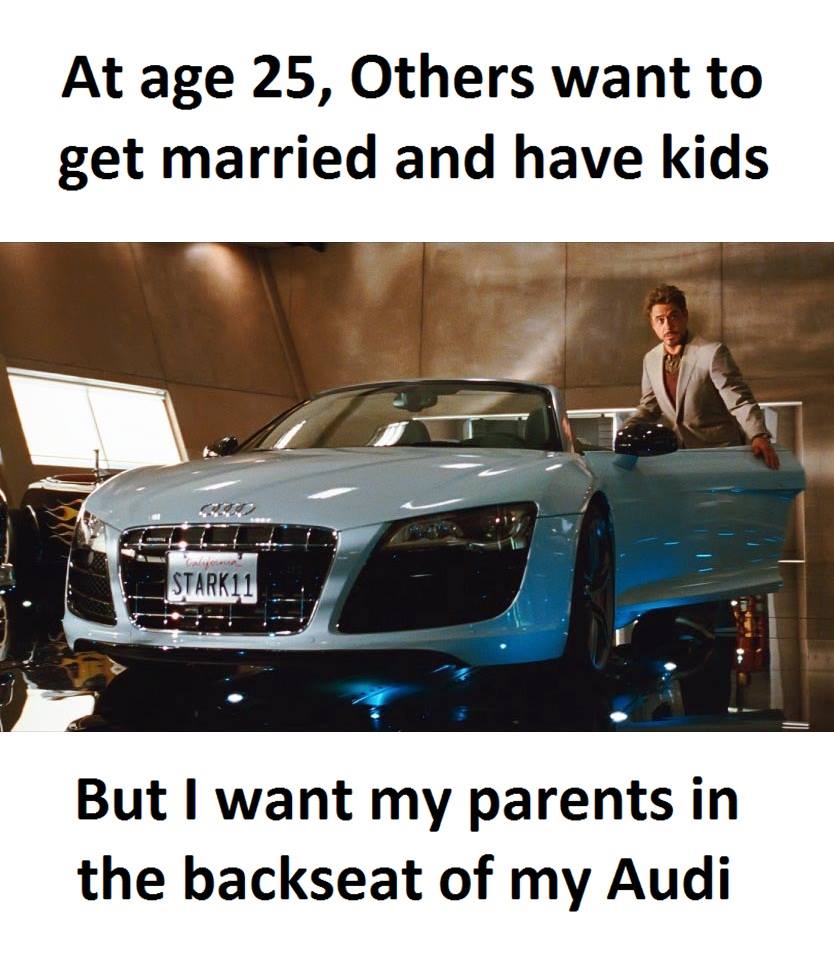 At age 25, Others want to
get married and have kids
California
STARK11
But I want my parents in
the backseat of my Audi